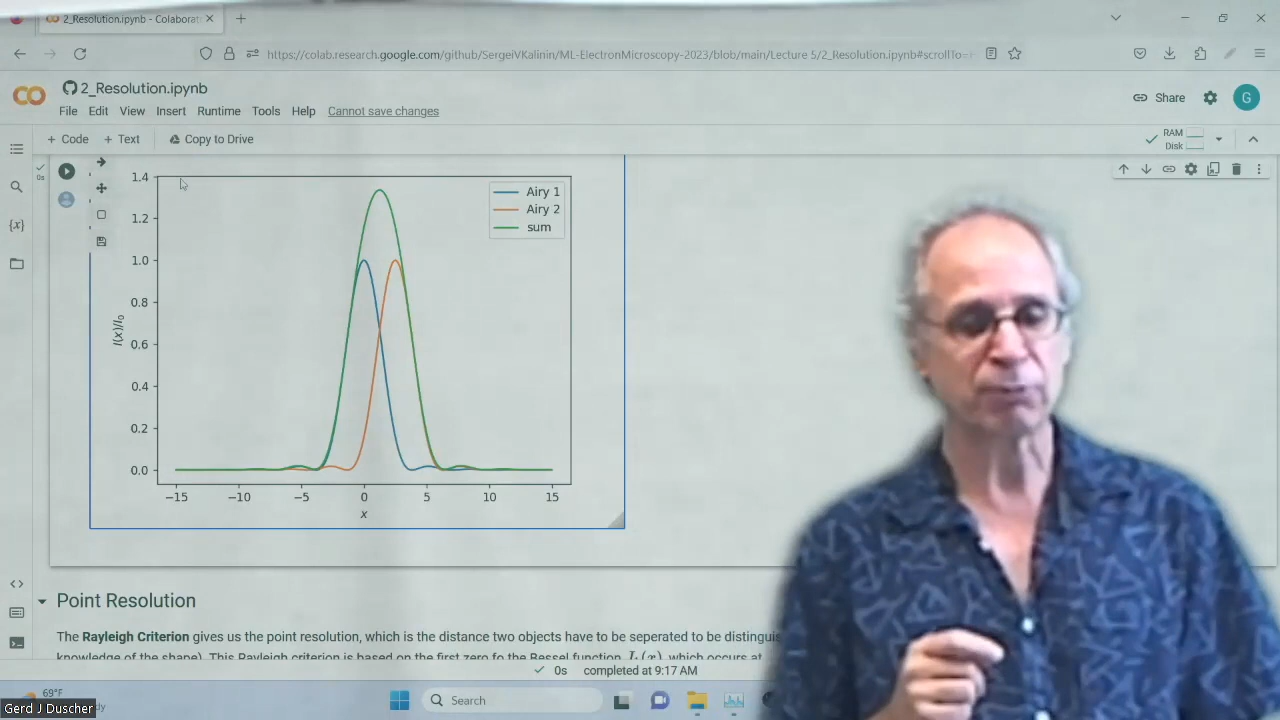 2_Resolution.ipynb - Colaborat
https://colab.research.google.com/github/SergeiVKalinin/ML-ElectronMicroscopy-2023/blob/main/Lecture 5/2_Resolution.ipynb#scrollTo=
2_Resolution.ipynb
Share
G
File Edit View Insert Runtime Tools Help Cannot save changes
+ Code + Text Copy to Drive
RAM
Disk
0s
{x}
1.4
1.2
1.0
0.8
0.6
0.4
0.2
0.0
I(x)/I₀
Airy 1
Airy 2
sum
−15 −10 −5 0 5 10 15
x
Point Resolution
The Rayleigh Criterion gives us the point resolution, which is the distance two objects have to be seperated to be distinguis
knowledge of the shape). This Rayleigh criterion is based on the first zero fo the Bessel function, (x), which occurs at
0s completed at 9:17 AM
69°F
Search
Gerd J Duscher